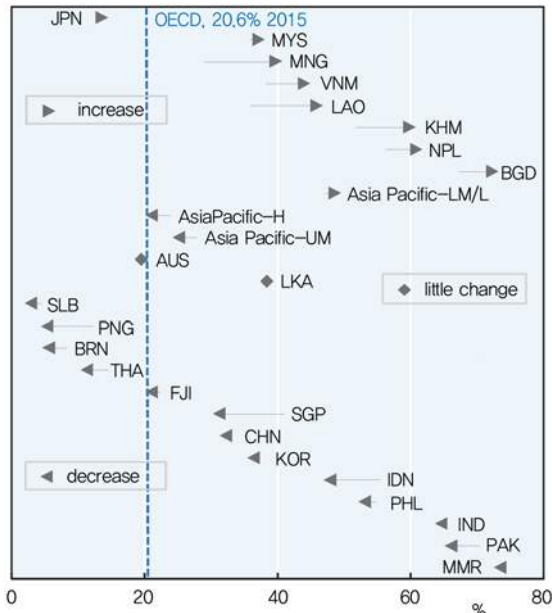 JPN
OECD, 20.6% 2015
MYS
MNG
VNM
increase
LAO
KHM
NPL
BGD
Asia Pacific-LM/L
AsiaPacific-H
Asia Pacific-UM
AUS
LKA
little change
SLB
PNG
BRN
THA
FJI
SGP
CHN
KOR
decrease
IDN
PHL
IND
PAK
MMR
0 20 40 60 80
%